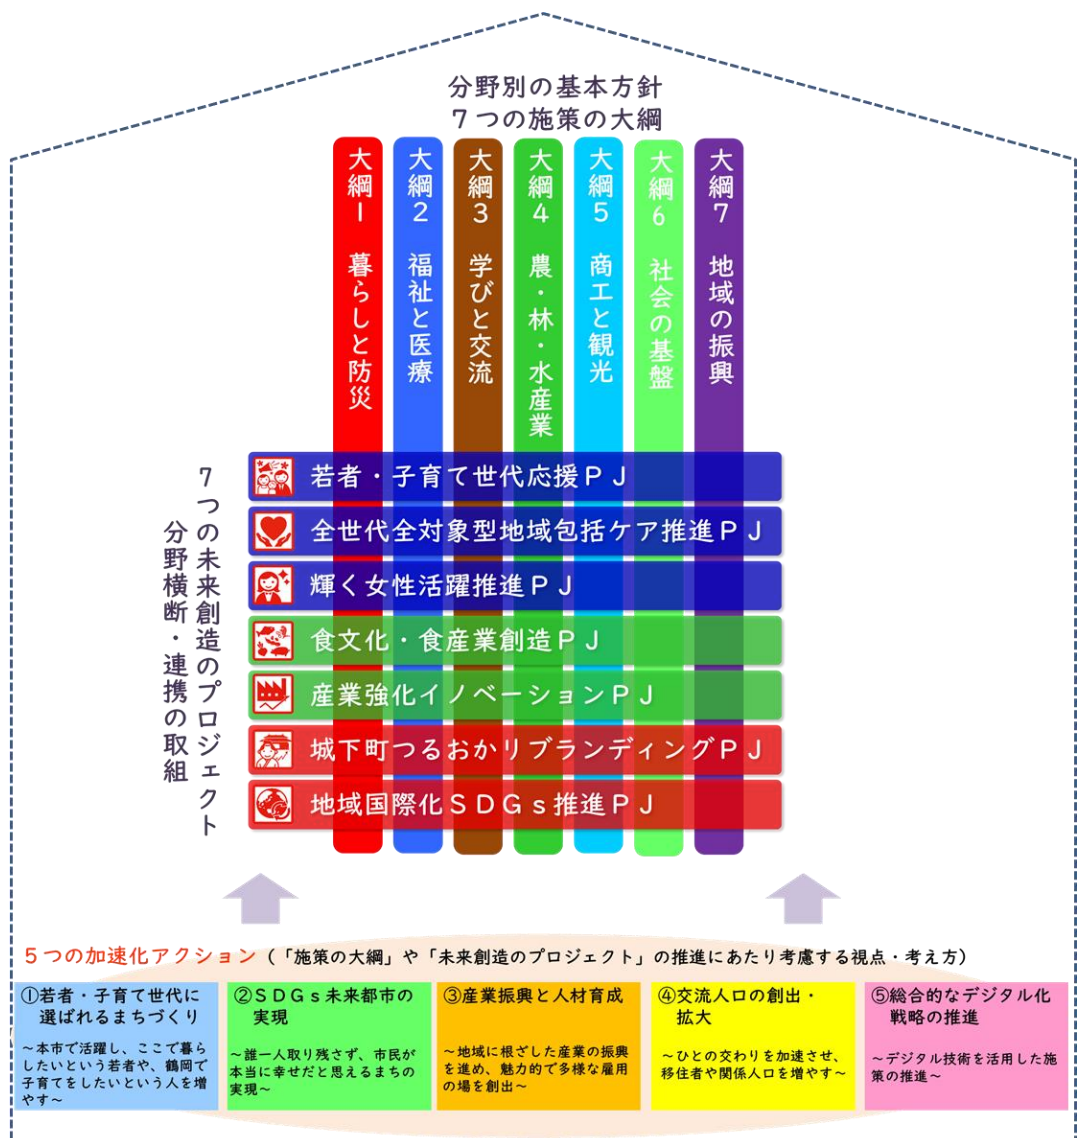 分野別の基本方針
7つの施策の大綱
大綱1 暮らしと防災
大綱2 福祉と医療
大綱3 学びと交流
大綱4 農・林・水産業
大綱5 商工と観光
大綱6 社会の基盤
大綱7 地域の振興
7つの未来創造のプロジェクト
分野横断・連携の取組
若者・子育て世代応援PJ
全世代全対象型地域包括ケア推進PJ
輝く女性活躍推進PJ
食文化・食産業創造PJ
産業強化イノベーションPJ
城下町つるおかリブランディングPJ
地域国際化SDGs推進PJ
5つの加速化アクション(「施策の大綱」や「未来創造のプロジェクト」の推進にあたり考慮する視点・考え方)
①若者・子育て世代に
選ばれるまちづくり
~本市で活躍し、ここで暮ら
したいという若者や、鶴岡で
子育てをしたいという人を増
やす~
②SDGs未来都市の
実現
~誰一人取り残さず、市民が
本当に幸せだと思えるまちの
実現~
③産業振興と人材育成
~地域に根ざした産業の振興
を進め、魅力的で多様な雇用
の場を創出~
④交流人口の創出・
拡大
~ひとの交わりを加速させ、
移住者や関係人口を増やす~
⑤総合的なデジタル化
戦略の推進
~デジタル技術を活用した施
策の推進~